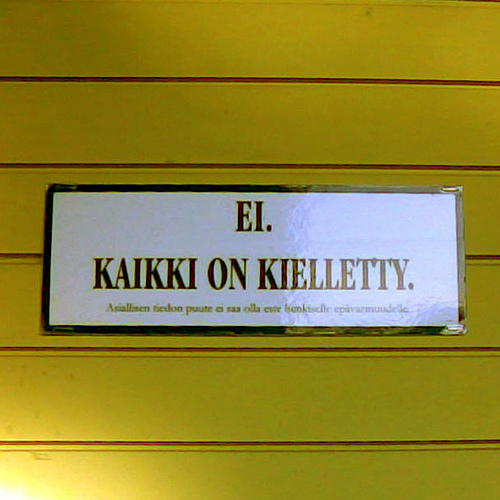 EI.
KAIKKI ON KIELLETTY.
Asiallisen tiedon puute ei saa olla este henkiselle epävarmuudelle.